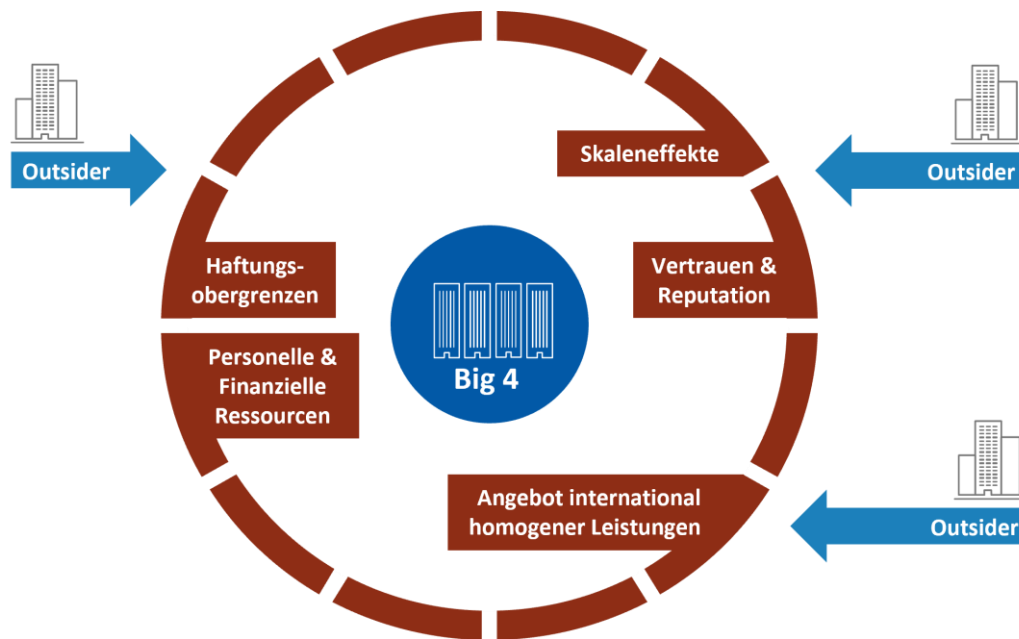 Outsider
Skaleneffekte
Outsider
Haftungs-
obergrenzen
Vertrauen &
Reputation
Personelle &
Finanzielle
Ressourcen
Big 4
Angebot international
homogener Leistungen
Outsider